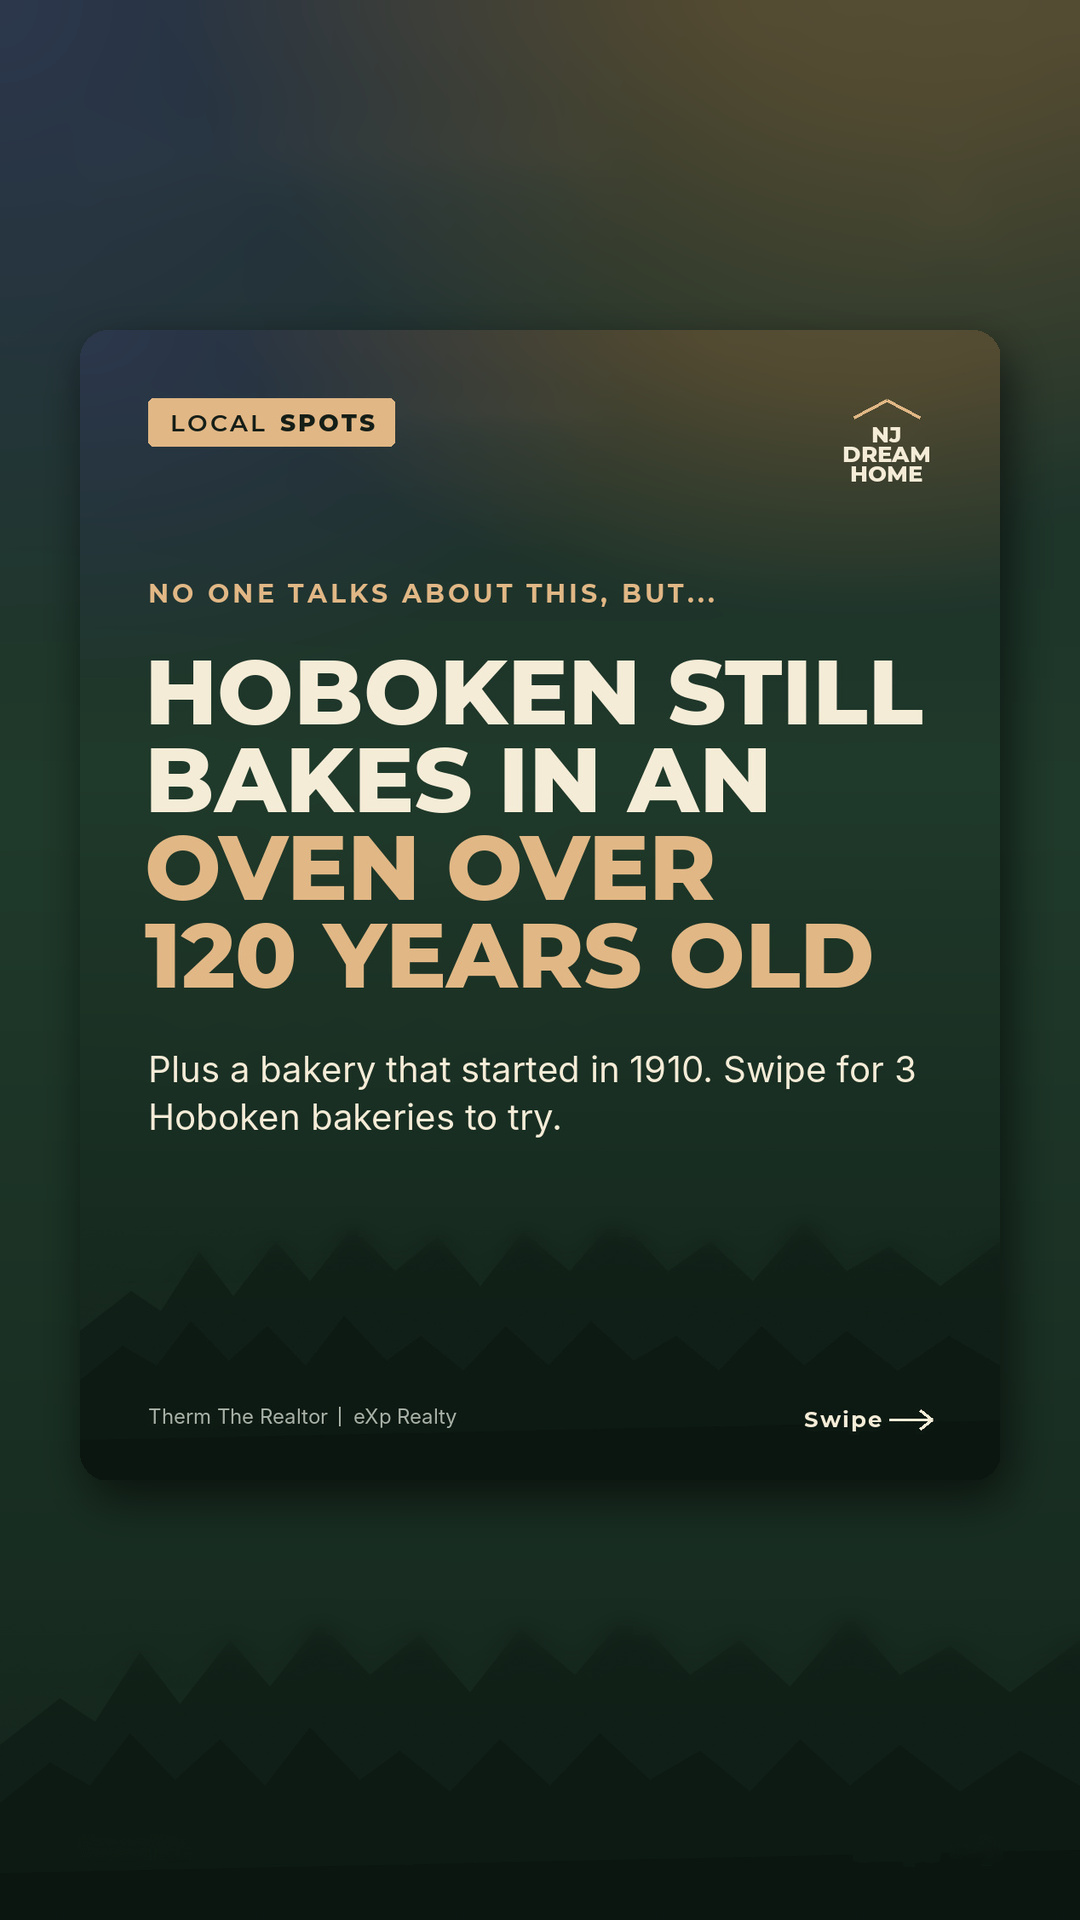 LOCAL SPOTS
NJ
DREAM
HOME
NO ONE TALKS ABOUT THIS, BUT...
HOBOKEN STILL
BAKES IN AN
OVEN OVER
120 YEARS OLD
Plus a bakery that started in 1910. Swipe for 3
Hoboken bakeries to try.
Therm The Realtor | eXp Realty
Swipe